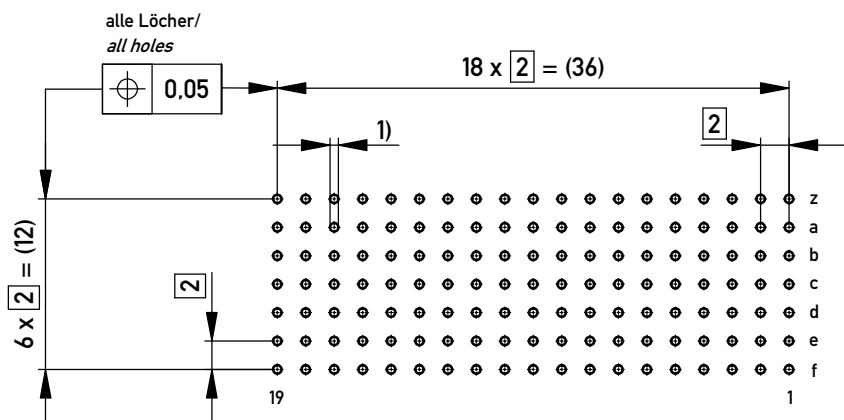 alle Löcher/
all holes
0,05
18 x 2 = (36)
1)
2
z
a
b
c
d
e
f
6 x 2 = (12)
2
19
1